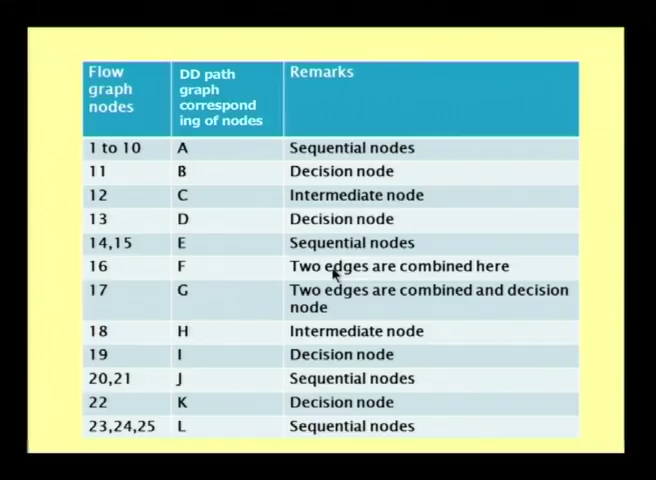 Flow graph nodes
DD path graph correspond ing of nodes
Remarks
1 to 10 A Sequential nodes
11 B Decision node
12 C Intermediate node
13 D Decision node
14,15 E Sequential nodes
16 F Two edges are combined here
17 G Two edges are combined and decision
node
18 H Intermediate node
19 I Decision node
20,21 J Sequential nodes
22 K Decision node
23,24,25 L Sequential nodes